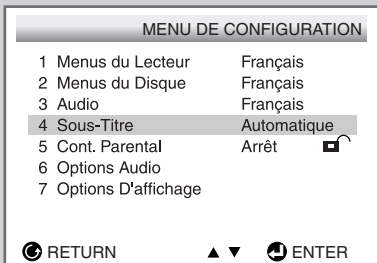 MENU DE CONFIGURATION
1 Menus du Lecteur Français
2 Menus du Disque Français
3 Audio Français
4 Sous-Titre Automatique
5 Cont. Parental Arrêt
6 Options Audio
7 Options D'affichage
RETURN ▲ ▼ ENTER